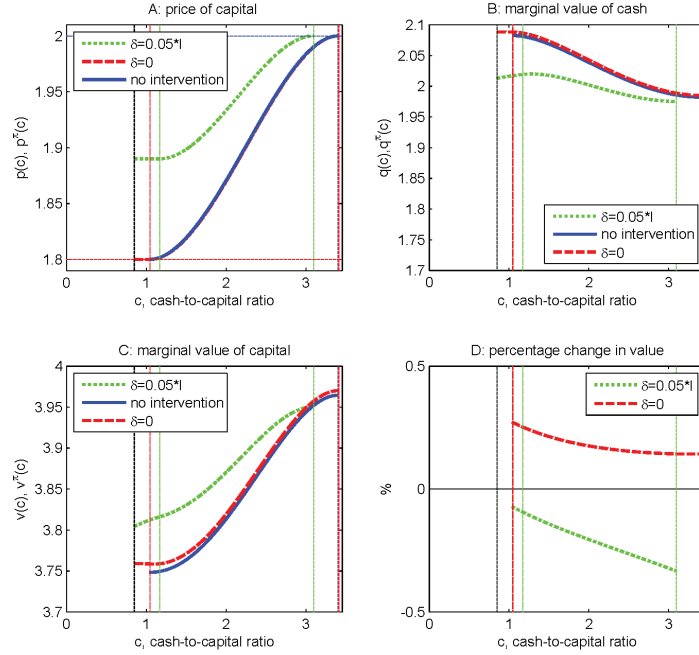 A: price of capital
2
1.95
1.9
1.85
1.8
p(c), p^π(c)
δ=0.05*l
δ=0
no intervention
0
1
2
3
c, cash-to-capital ratio
B: marginal value of cash
2.1
2.05
2
1.95
1.9
1.85
1.8
1.75
1.7
q(c),q^π(c)
δ=0.05*l
no intervention
δ=0
0
1
2
3
c, cash-to-capital ratio
C: marginal value of capital
4
3.95
3.9
3.85
3.8
3.75
3.7
v(c), v^π(c)
δ=0.05*l
no intervention
δ=0
0
1
2
3
c, cash-to-capital ratio
D: percentage change in value
0.5
0
-0.5
%
δ=0.05*l
δ=0
0
1
2
3
c, cash-to-capital ratio